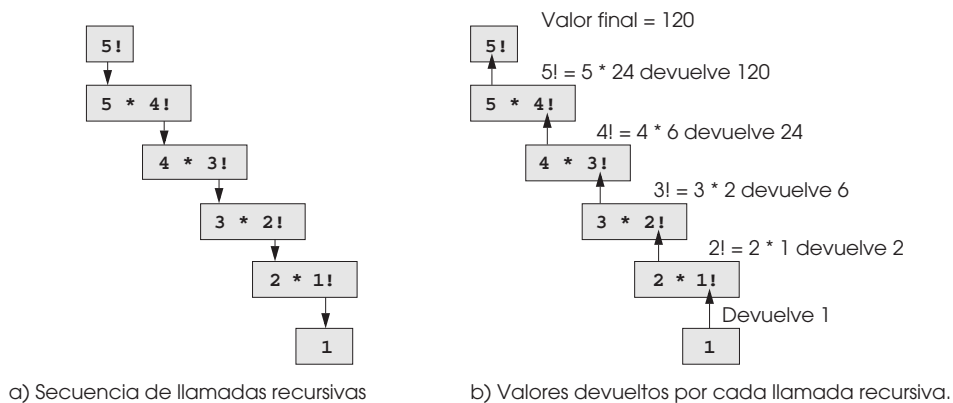 5!
5 * 4!
4 * 3!
3 * 2!
2 * 1!
1
a) Secuencia de llamadas recursivas
Valor final = 120
5!
5! = 5 * 24 devuelve 120
5 * 4!
4! = 4 * 6 devuelve 24
4 * 3!
3! = 3 * 2 devuelve 6
3 * 2!
2! = 2 * 1 devuelve 2
2 * 1!
Devuelve 1
1
b) Valores devueltos por cada llamada recursiva.